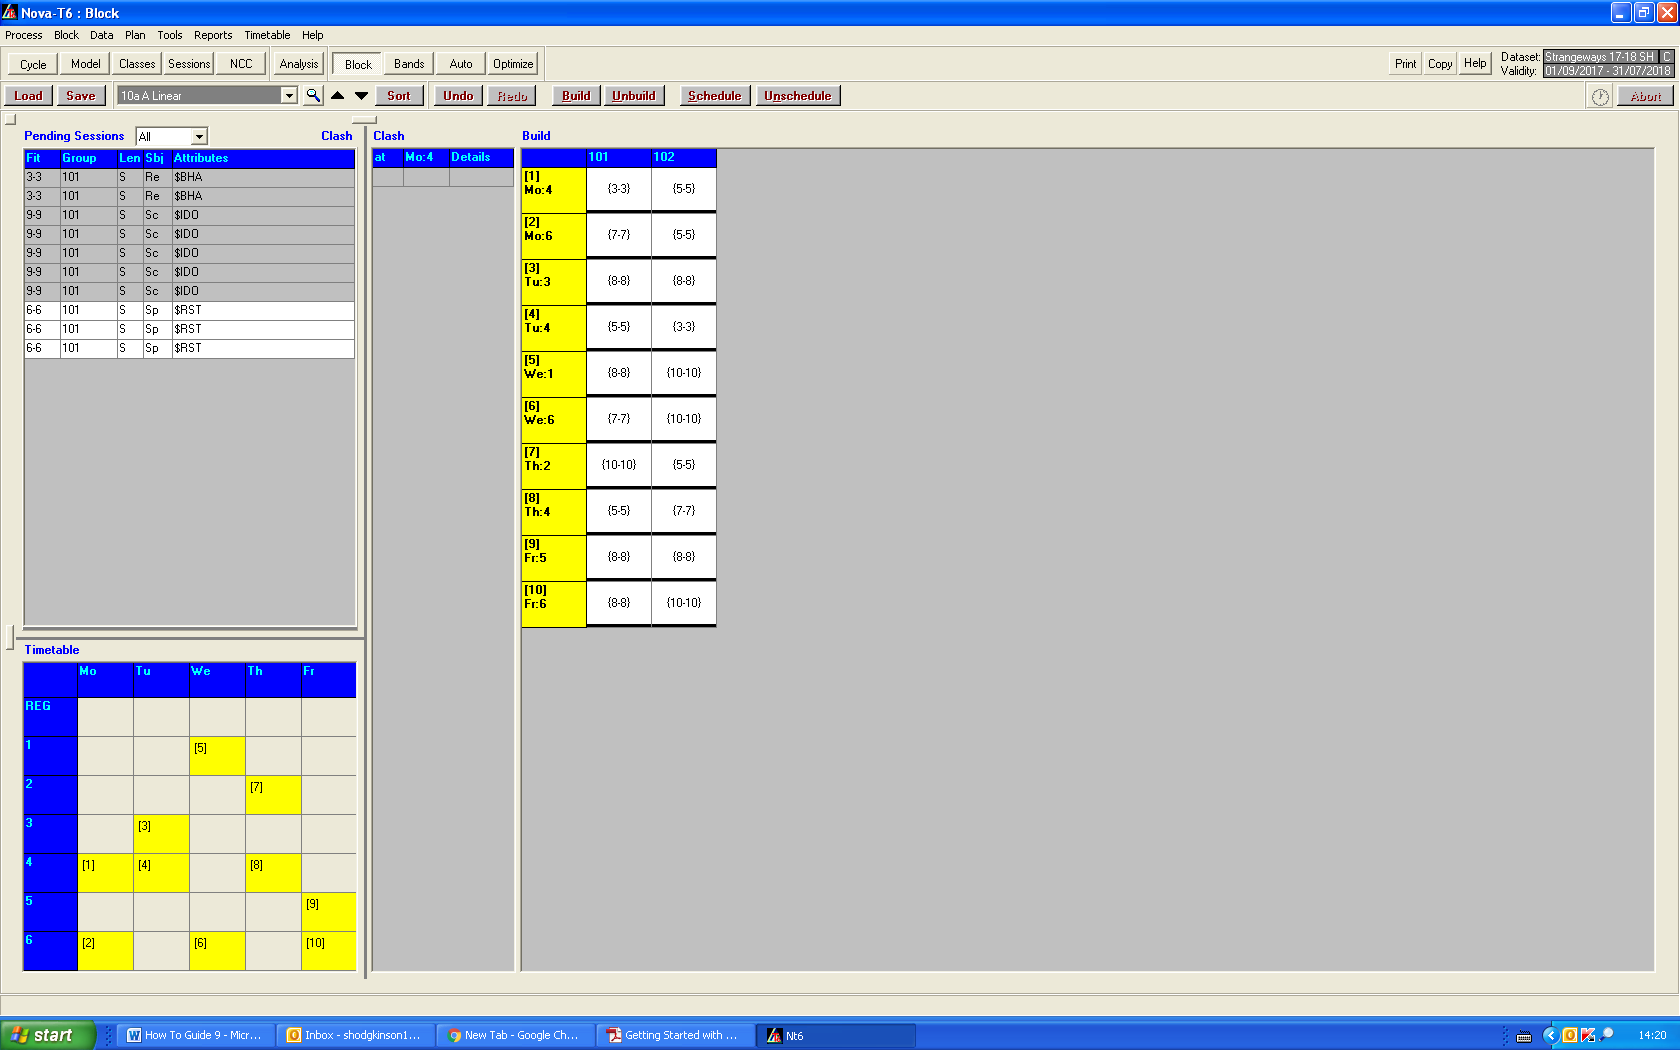 Nova-T6 : Block
Process Block Data Plan Tools Reports Timetable Help
Cycle Model Classes Sessions NCC Analysis Block Bands Auto Optimize Print Copy Help Dataset: Strangeways 17-18 SH C
Validity: 01/09/2017 - 31/07/2018
Load Save 10a A Linear Sort Undo Redo Build Unbuild Schedule Unschedule Abort
Pending Sessions All Clash
Fit Group Len Sbj Attributes
3-3 101 S Re $BHA
3-3 101 S Re $BHA
9-9 101 S Sc $IDO
9-9 101 S Sc $IDO
9-9 101 S Sc $IDO
9-9 101 S Sc $IDO
9-9 101 S Sc $IDO
6-6 101 S Sp $RST
6-6 101 S Sp $RST
6-6 101 S Sp $RST
Clash
at Mo:4 Details
Build
101 102
[1]
Mo:4 {3-3} {5-5}
[2]
Mo:6 {7-7} {5-5}
[3]
Tu:3 {8-8} {8-8}
[4]
Tu:4 {5-5} {3-3}
[5]
We:1 {8-8} {10-10}
[6]
We:6 {7-7} {10-10}
[7]
Th:2 {10-10} {5-5}
[8]
Th:4 {5-5} {7-7}
[9]
Fr:5 {8-8} {8-8}
[10]
Fr:6 {8-8} {10-10}
Timetable
Mo Tu We Th Fr
REG
1 [5]
2 [7]
3 [3]
4 [1] [4] [8]
5 [9]
6 [2] [6] [10]
start How To Guide 9 - Micr... Inbox - shodgkinson1... New Tab - Google Ch... Getting Started with ... Nt6 14:20